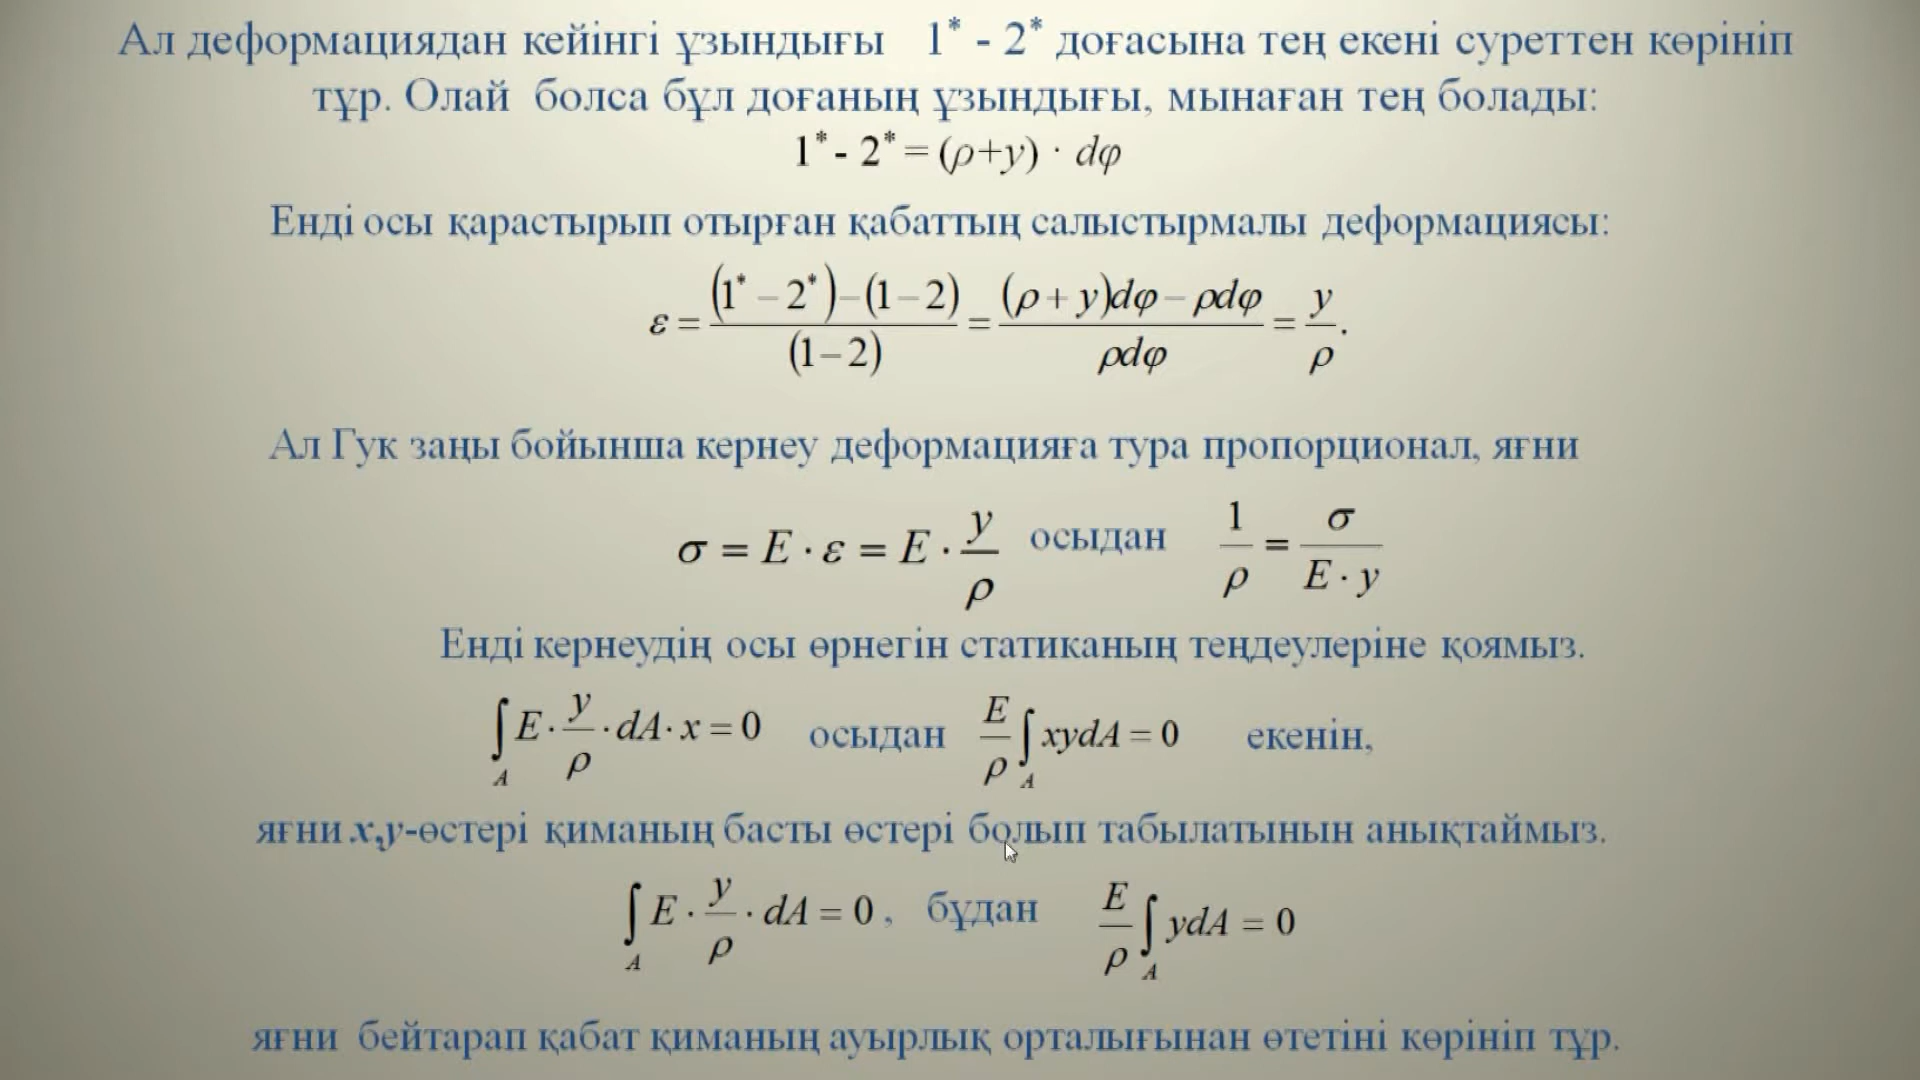 Ал деформациядан кейінгі ұзындығы 1* - 2* доғасына тең екені суреттен көрініп
тұр. Олай болса бұл доғаның ұзындығы, мынаған тең болады:
1* - 2* = (ρ+y) · dφ
Енді осы қарастырып отырған қабаттың салыстырмалы деформациясы:
ε = ((1* – 2*) – (1 – 2)) / (1 – 2) = ((ρ + y)dφ – ρdφ) / ρdφ = y / ρ.
Ал Гук заңы бойынша кернеу деформацияға тура пропорционал, яғни
σ = E · ε = E · y / ρ осыдан 1 / ρ = σ / (E · y)
Енді кернеудің осы өрнегін статиканың теңдеулеріне қоямыз.
∫_A E · y / ρ · dA · x = 0 осыдан E / ρ ∫_A xydA = 0 екенін,
яғни x,y-өстері қиманың басты өстері болып табылатынын анықтаймыз.
∫_A E · y / ρ · dA = 0 , бұдан E / ρ ∫_A ydA = 0
яғни бейтарап қабат қиманың ауырлық орталығынан өтетіні көрініп тұр.